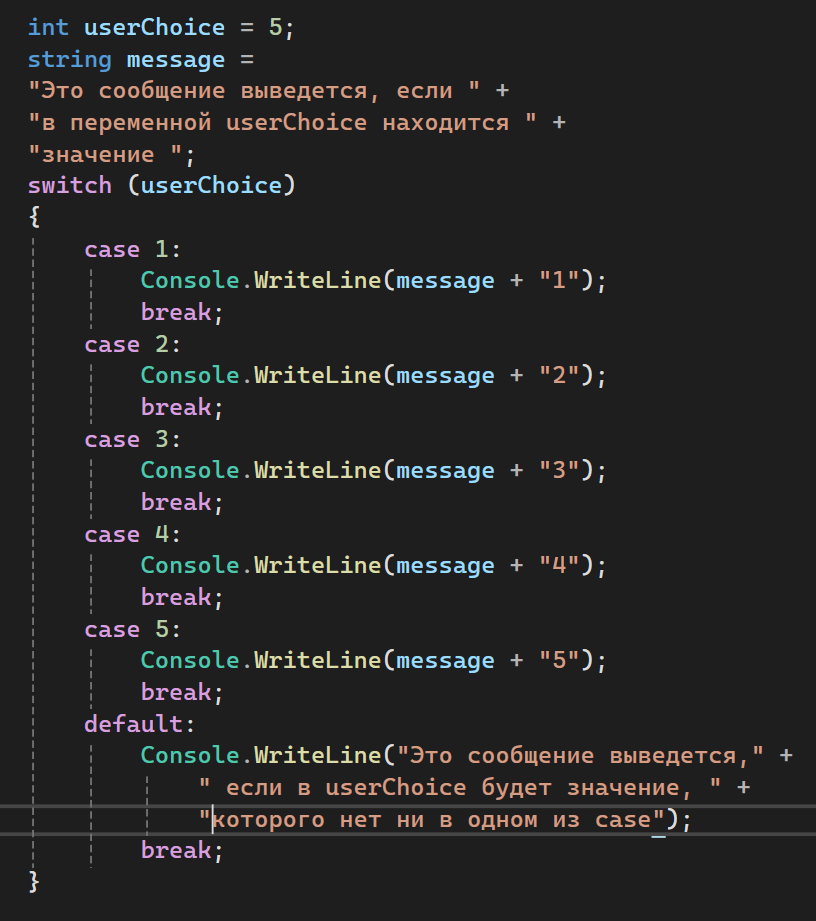 int userChoice = 5;
string message =
"Это сообщение выведется, если " +
"в переменной userChoice находится " +
"значение ";
switch (userChoice)
{
    case 1:
        Console.WriteLine(message + "1");
        break;
    case 2:
        Console.WriteLine(message + "2");
        break;
    case 3:
        Console.WriteLine(message + "3");
        break;
    case 4:
        Console.WriteLine(message + "4");
        break;
    case 5:
        Console.WriteLine(message + "5");
        break;
    default:
        Console.WriteLine("Это сообщение выведется," +
            " если в userChoice будет значение, " +
            "которого нет ни в одном из case");
        break;
}